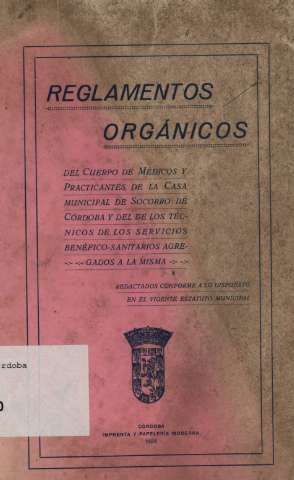 REGLAMENTOS
ORGÁNICOS
DEL CUERPO DE MÉDICOS Y
PRACTICANTES DE LA CASA
MUNICIPAL DE SOCORRO DE
CÓRDOBA Y DEL DE LOS TÉC-
NICOS DE LOS SERVICIOS
BENÉFICO-SANITARIOS AGRE-
-:- -:- GADOS A LA MISMA -:- -:-
REDACTADOS CONFORME A LO DISPUESTO
EN EL VIGENTE ESTATUTO MUNICIPAL
rdoba
0
CÓRDOBA
IMPRENTA Y PAPELERÍA MODERNA